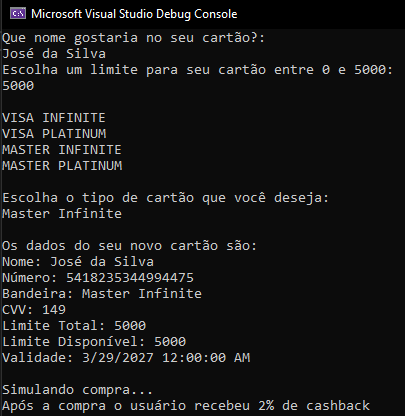 Microsoft Visual Studio Debug Console
Que nome gostaria no seu cartão?:
José da Silva
Escolha um limite para seu cartão entre 0 e 5000:
5000
VISA INFINITE
VISA PLATINUM
MASTER INFINITE
MASTER PLATINUM
Escolha o tipo de cartão que você deseja:
Master Infinite
Os dados do seu novo cartão são:
Nome: José da Silva
Número: 5418235344994475
Bandeira: Master Infinite
CVV: 149
Limite Total: 5000
Limite Disponível: 5000
Validade: 3/29/2027 12:00:00 AM
Simulando compra...
Após a compra o usuário recebeu 2% de cashback